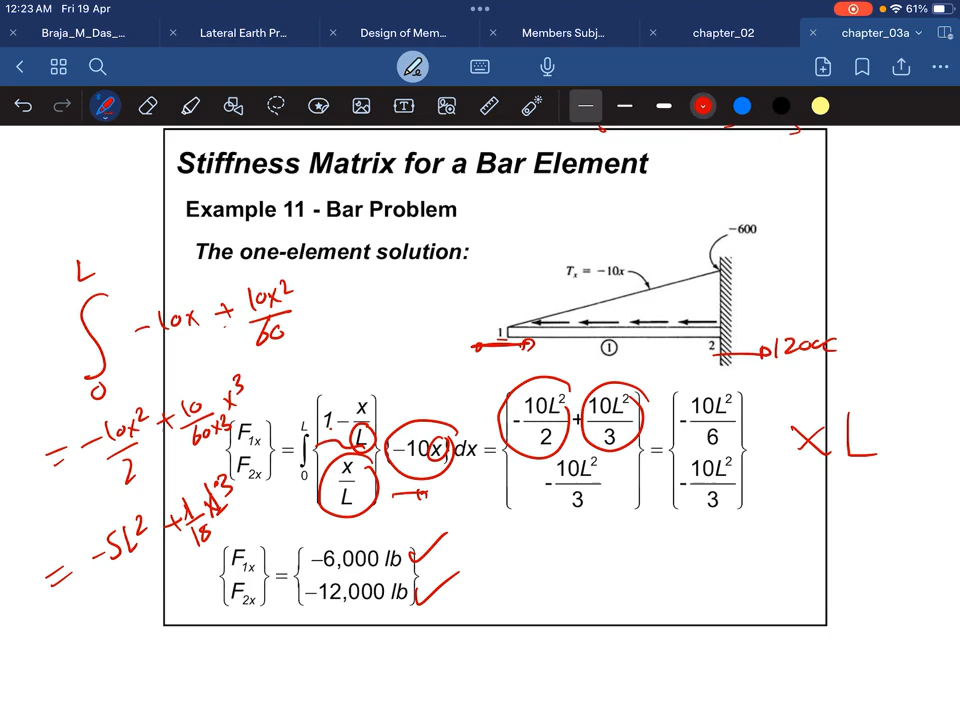 12:23 AM Fri 19 Apr
61%
Braja_M_Das_...
Lateral Earth Pr...
Design of Mem...
Members Subj...
chapter_02
chapter_03a
Stiffness Matrix for a Bar Element
Example 11 - Bar Problem
The one-element solution:
-600
Tx = -10x
1
2
1
L
∫ -10x + 10x²/60
0
= -10x²/2 + 10/60x3 x³
= -5L² + 1/18
{F1x F2x} = ∫0L {1 - x/L, x/L} {-10x} dx = {-10L²/2 + 10L²/3, -10L²/3} = {-10L²/6, -10L²/3}
x L
{F1x F2x} = {-6,000 lb, -12,000 lb}